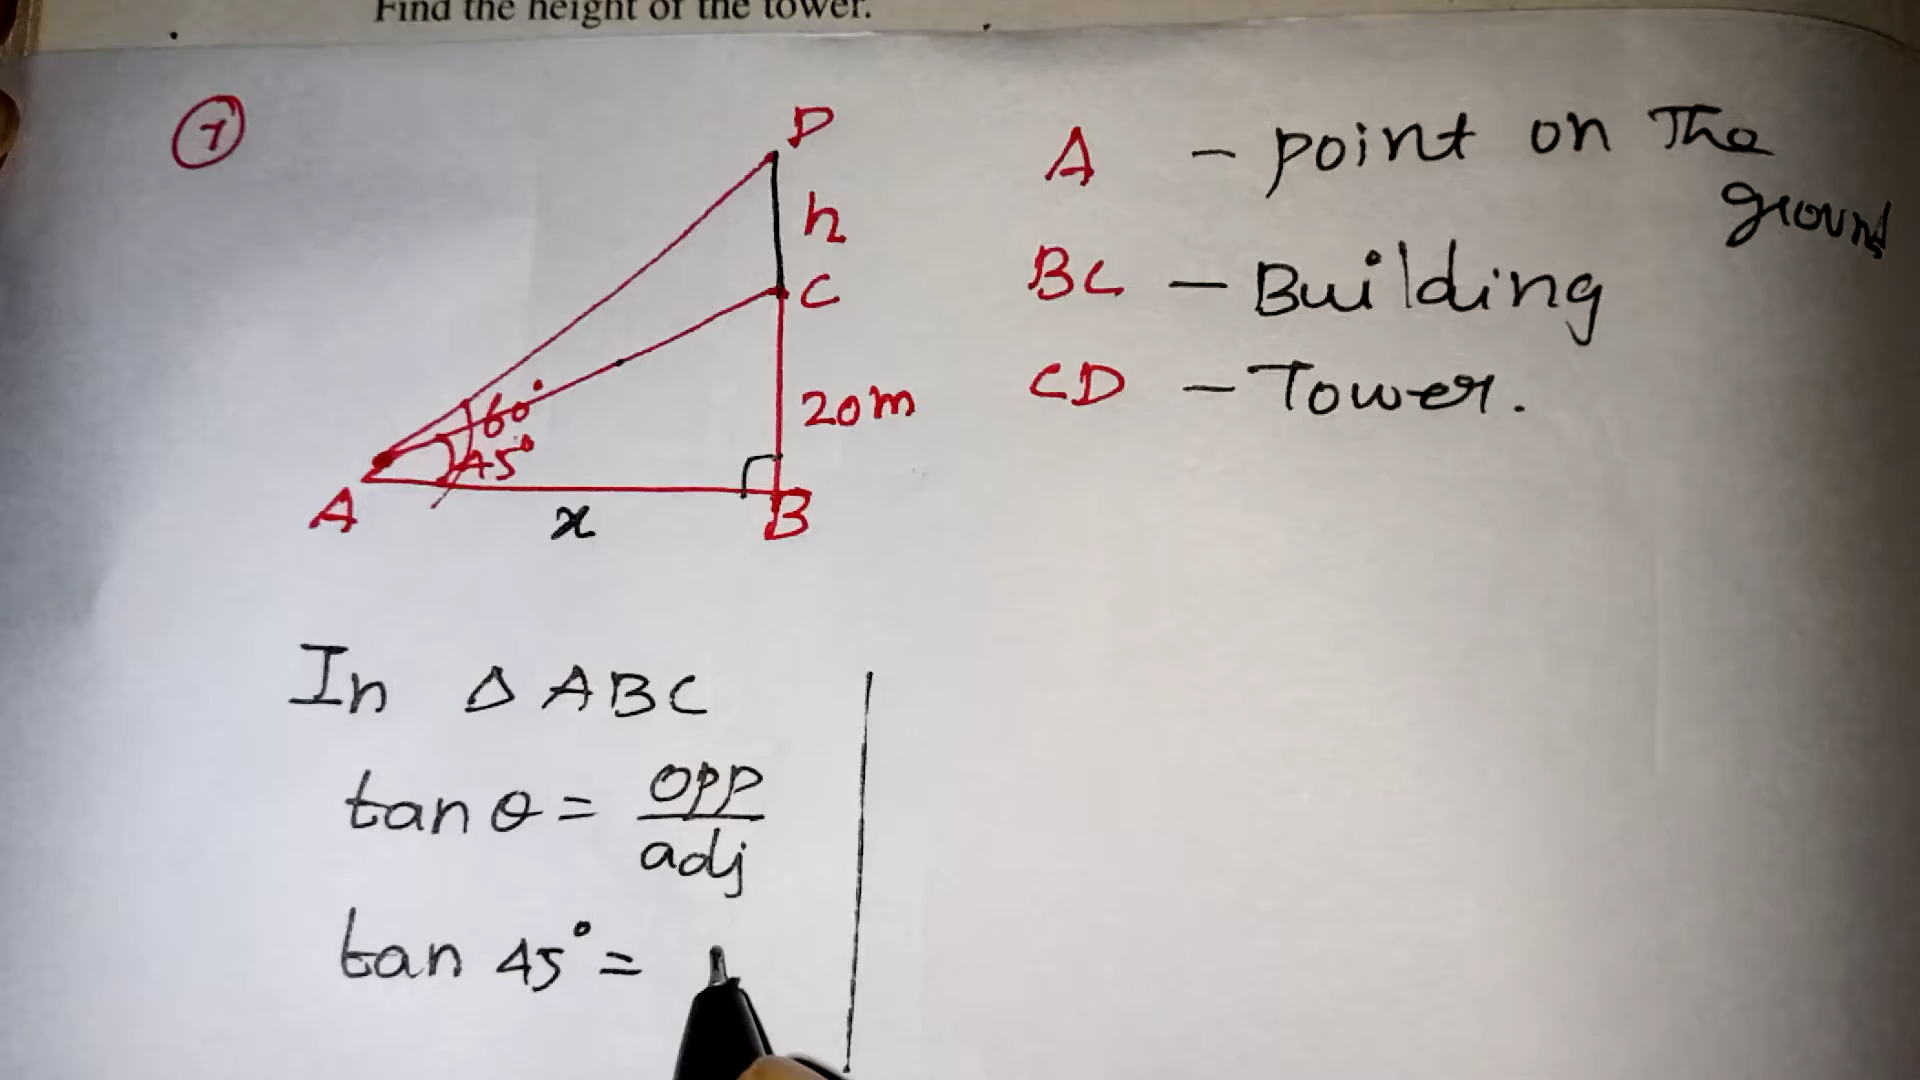 Find the height of the tower.
7
D
h
C
20m
60°
45°
A
x
B
A - point on The ground
BC - Building
CD - Tower.
In Δ ABC
tan θ = opp
adj
tan 45° =